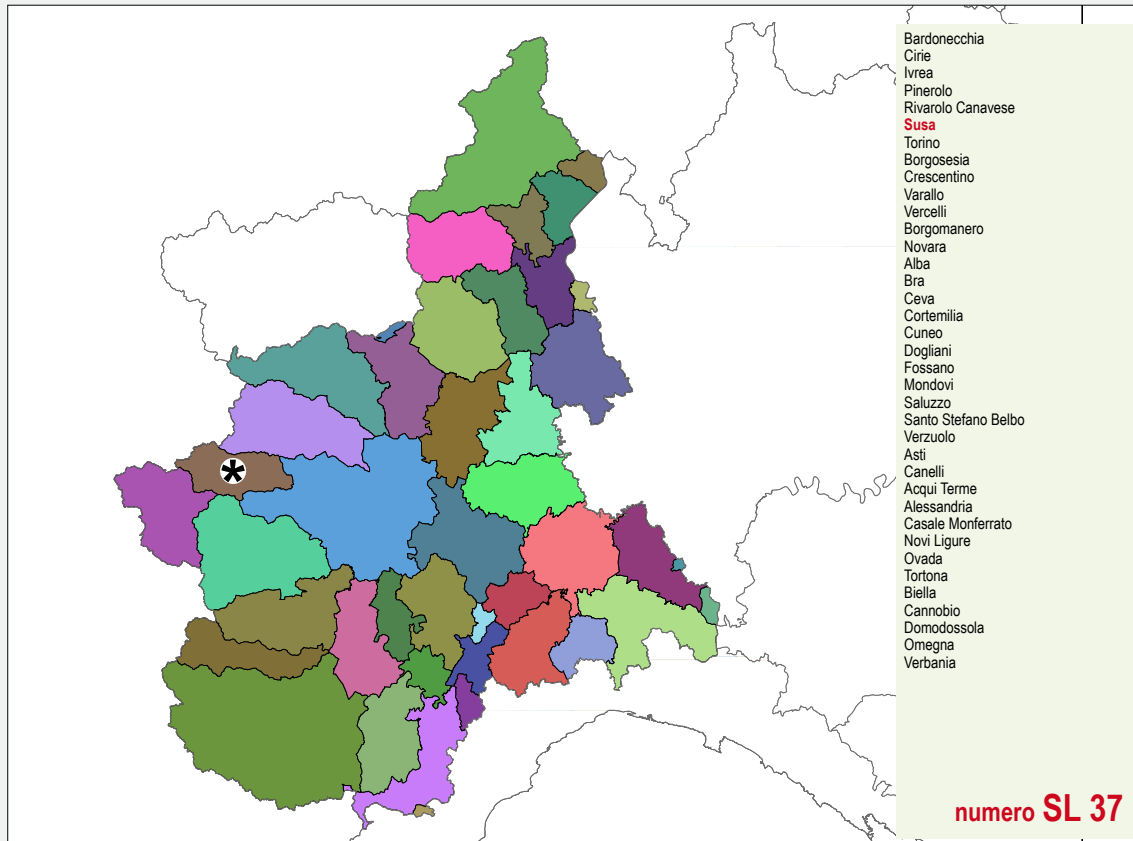 Bardonecchia
Cirie
Ivrea
Pinerolo
Rivarolo Canavese
Susa
Torino
Borgosesia
Crescentino
Varallo
Vercelli
Borgomanero
Novara
Alba
Bra
Ceva
Cortemilia
Cuneo
Dogliani
Fossano
Mondovi
Saluzzo
Santo Stefano Belbo
Verzuolo
Asti
Canelli
Acqui Terme
Alessandria
Casale Monferrato
Novi Ligure
Ovada
Tortona
Biella
Cannobio
Domodossola
Omegna
Verbania
numero SL 37